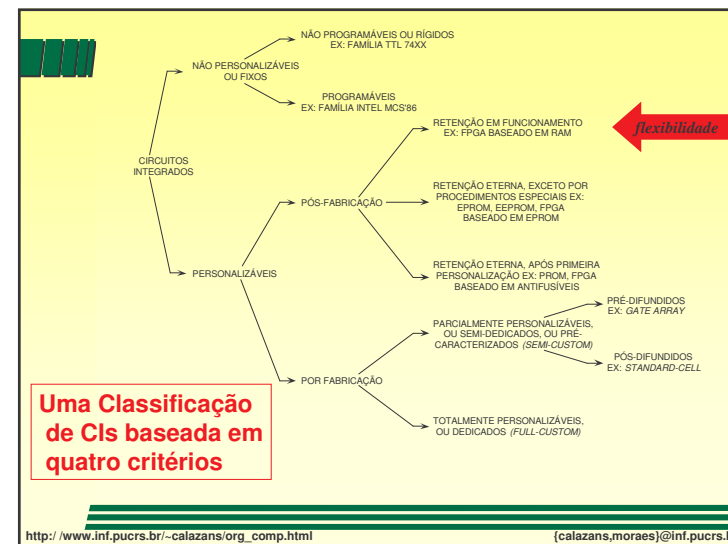 NÃO PROGRAMÁVEIS OU RÍGIDOS
EX: FAMÍLIA TTL 74XX
NÃO PERSONALIZÁVEIS
OU FIXOS
PROGRAMÁVEIS
EX: FAMÍLIA INTEL MCS'86
RETENÇÃO EM FUNCIONAMENTO
EX: FPGA BASEADO EM RAM
flexibilidade
CIRCUITOS
INTEGRADOS
RETENÇÃO ETERNA, EXCETO POR
PROCEDIMENTOS ESPECIAIS EX:
EPROM, EEPROM, FPGA
BASEADO EM EPROM
PÓS-FABRICAÇÃO
PERSONALIZÁVEIS
RETENÇÃO ETERNA, APÓS PRIMEIRA
PERSONALIZAÇÃO EX: PROM, FPGA
BASEADO EM ANTIFUSÍVEIS
PRÉ-DIFUNDIDOS
EX: GATE ARRAY
PARCIALMENTE PERSONALIZÁVEIS,
OU SEMI-DEDICADOS, OU PRÉ-
CARACTERIZADOS (SEMI-CUSTOM)
PÓS-DIFUNDIDOS
EX: STANDARD-CELL
POR FABRICAÇÃO
TOTALMENTE PERSONALIZÁVEIS,
OU DEDICADOS (FULL-CUSTOM)
Uma Classificação
de CIs baseada em
quatro critérios
http: / /www.inf.pucrs.br/~calazans/org_comp.html
{calazans,moraes}@inf.pucrs.